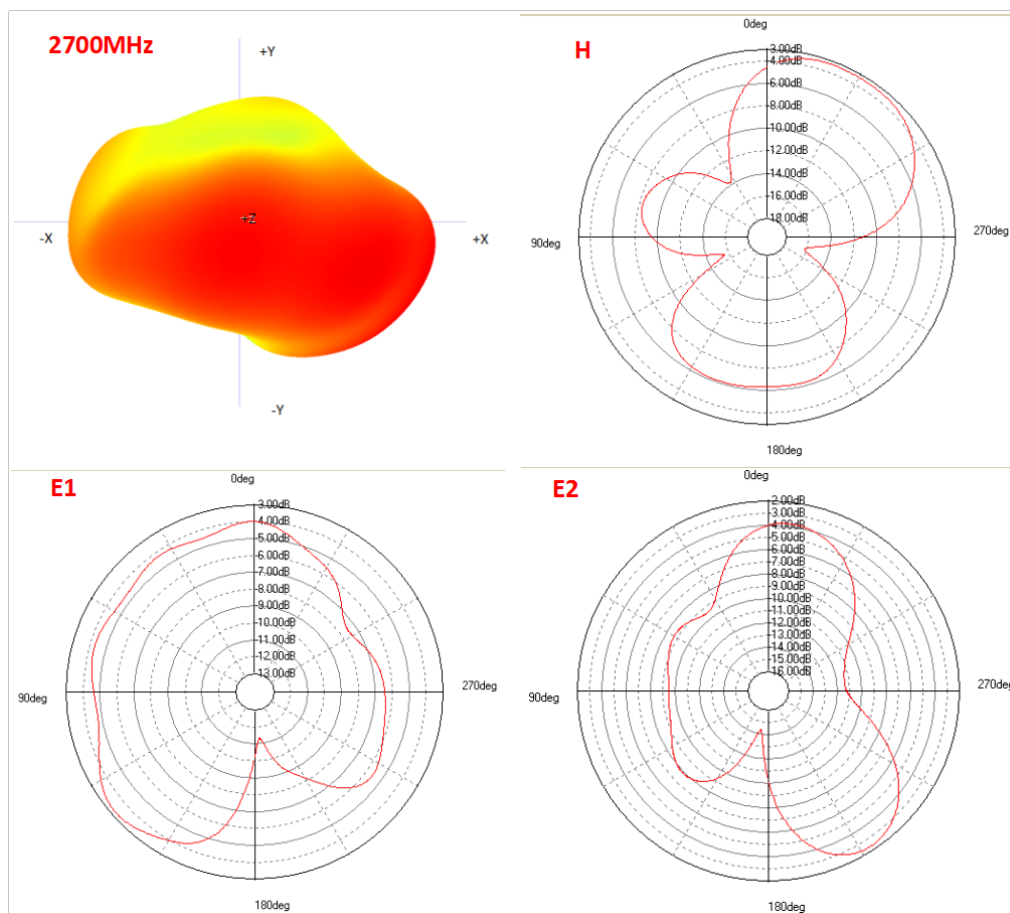 2700MHz
+Y
+Z
-X
+X
-Y
H
0deg
3.00dB
4.00dB
6.00dB
8.00dB
10.00dB
12.00dB
14.00dB
16.00dB
18.00dB
90deg
270deg
180deg
E1
0deg
3.00dB
4.00dB
5.00dB
6.00dB
7.00dB
8.00dB
9.00dB
10.00dB
11.00dB
12.00dB
13.00dB
90deg
270deg
180deg
E2
0deg
2.00dB
3.00dB
4.00dB
5.00dB
6.00dB
7.00dB
8.00dB
9.00dB
10.00dB
11.00dB
12.00dB
13.00dB
14.00dB
15.00dB
16.00dB
90deg
270deg
180deg